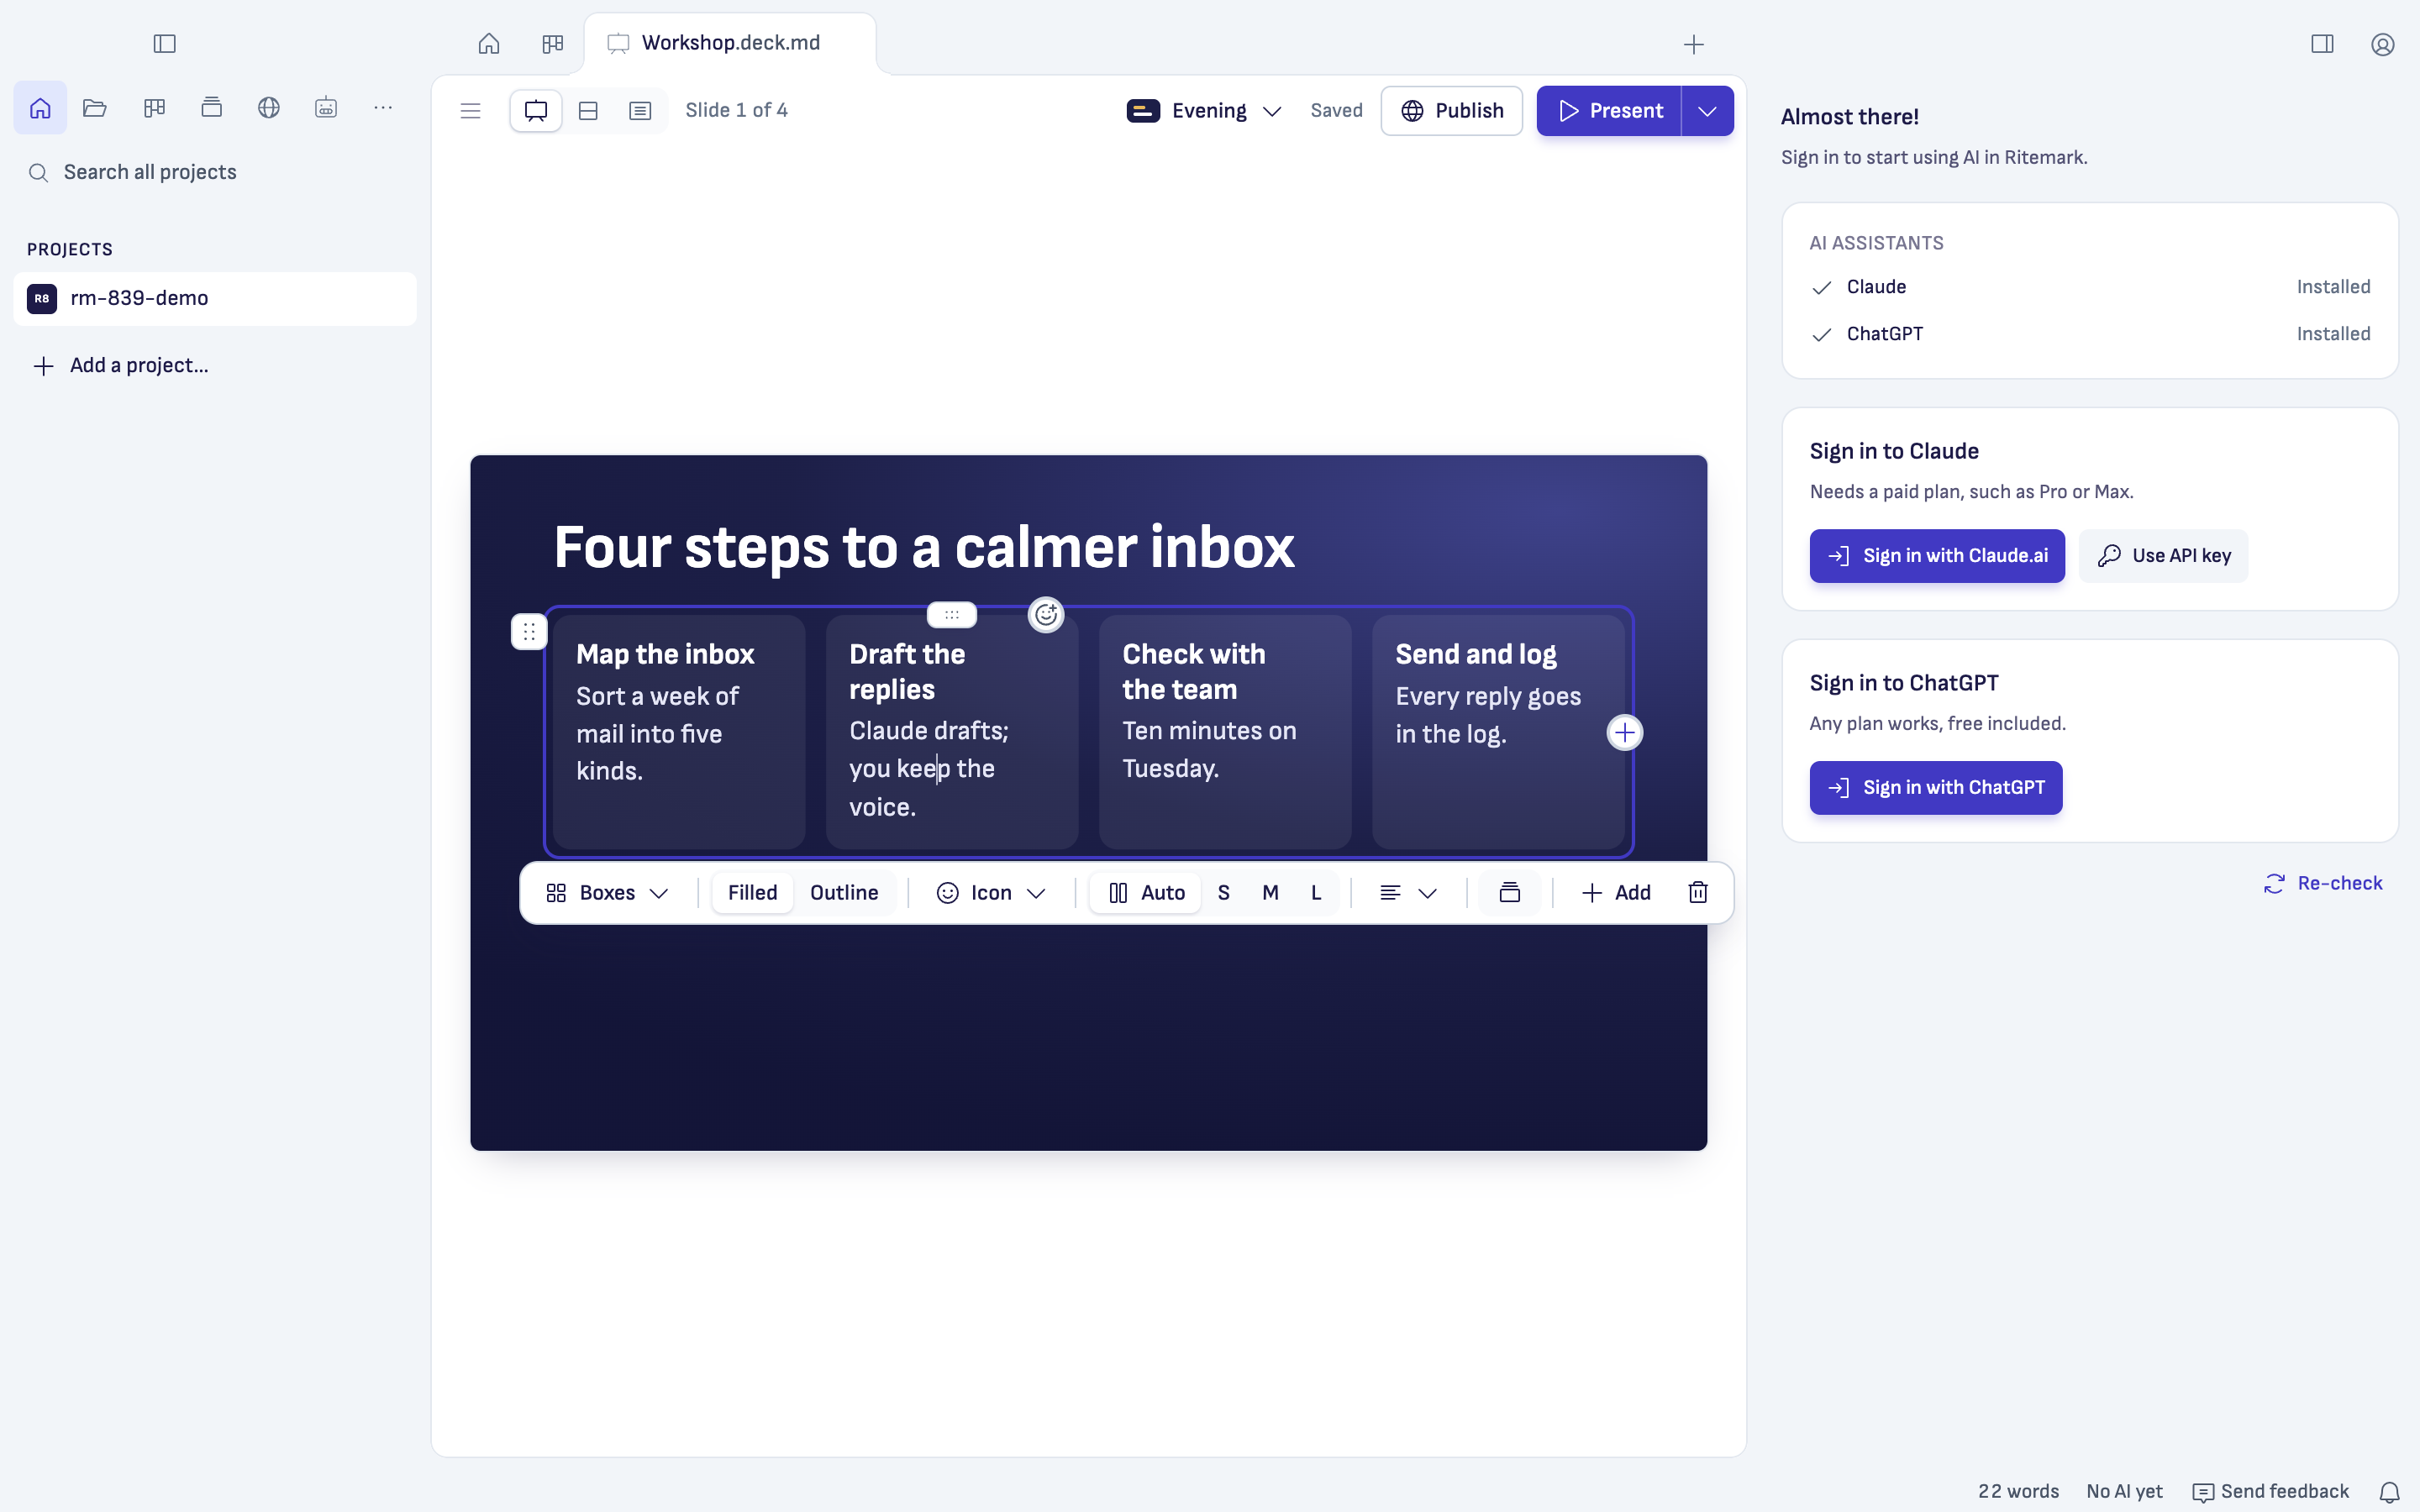 Workshop.deck.md
Search all projects
PROJECTS
R8 rm-839-demo
Add a project...
Slide 1 of 4
Evening
Saved
Publish
Present
Four steps to a calmer inbox
Map the inbox
Sort a week of
mail into five
kinds.
Draft the
replies
Claude drafts;
you keep the
voice.
Check with
the team
Ten minutes on
Tuesday.
Send and log
Every reply goes
in the log.
Boxes
Filled
Outline
Icon
Auto
S
M
L
Add
Almost there!
Sign in to start using AI in Ritemark.
AI ASSISTANTS
Claude Installed
ChatGPT Installed
Sign in to Claude
Needs a paid plan, such as Pro or Max.
Sign in with Claude.ai
Use API key
Sign in to ChatGPT
Any plan works, free included.
Sign in with ChatGPT
Re-check
22 words
No AI yet
Send feedback